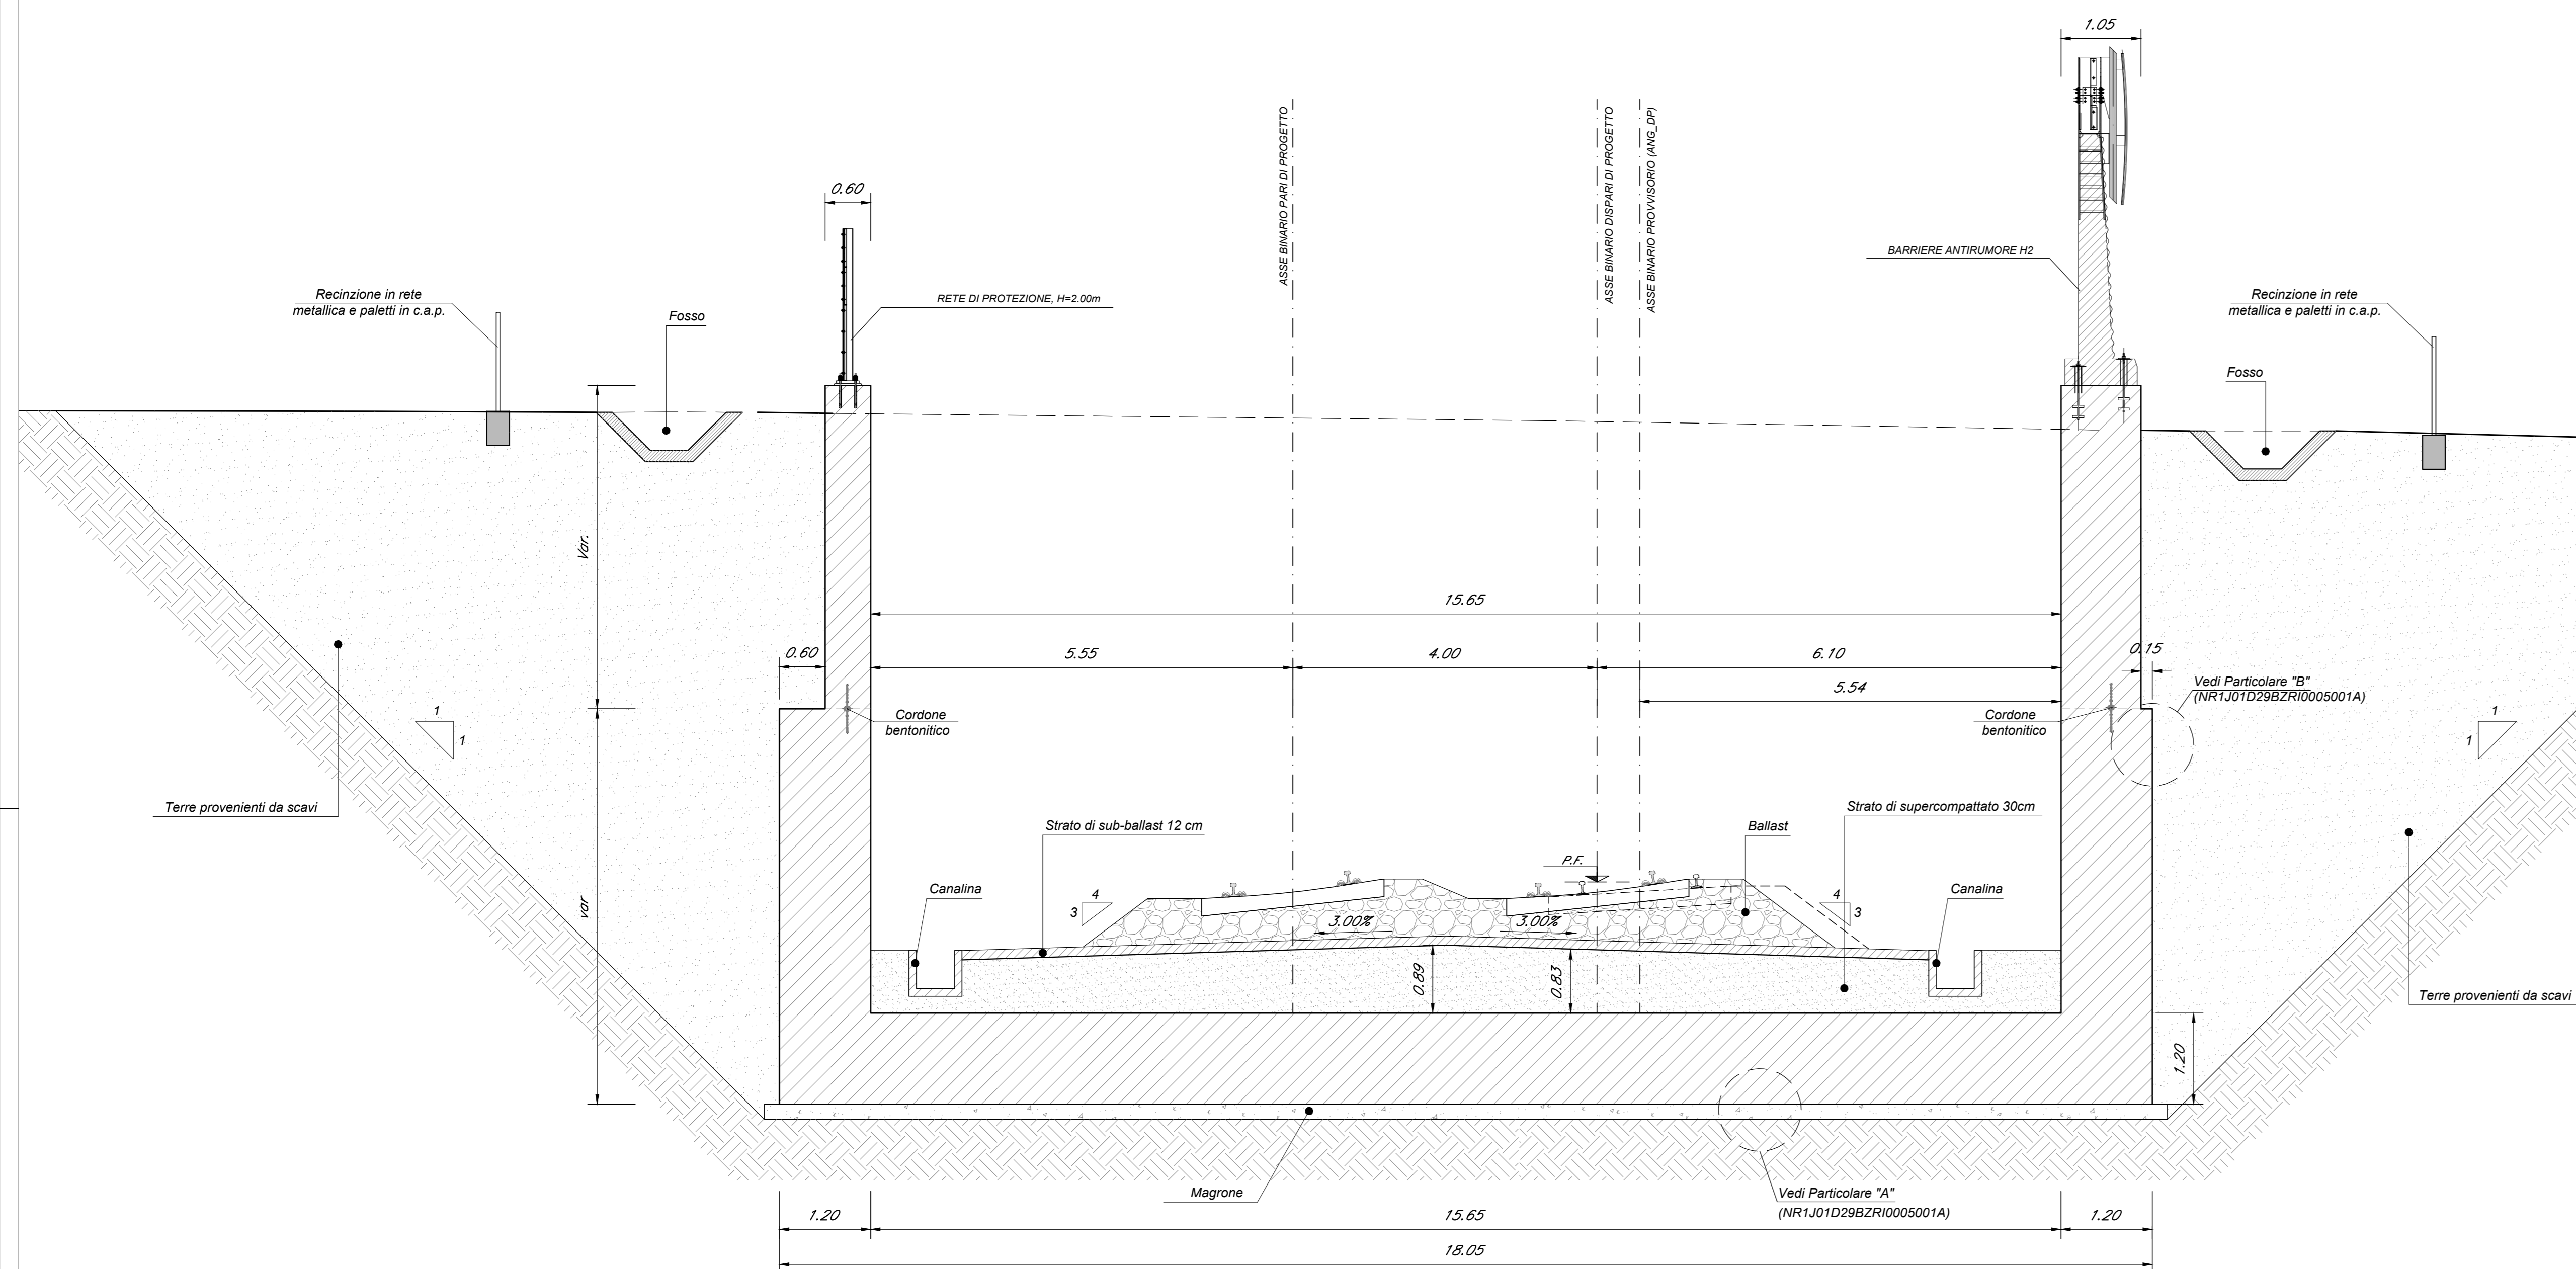 1.05
ASSE BINARIO PARI DI PROGETTO
ASSE BINARIO DISPARI DI PROGETTO
ASSE BINARIO PROVVISORIO (ANG_DP)
0.60
BARRIERE ANTIRUMORE H2
Recinzione in rete
metallica e paletti in c.a.p.
Fosso
RETE DI PROTEZIONE, H=2.00m
Recinzione in rete
metallica e paletti in c.a.p.
Fosso
Var.
15.65
0.60
5.55
4.00
6.10
0.15
5.54
Vedi Particolare "B"
(NR1J01D29BZRI0005001A)
1
1
Cordone
bentonitico
Cordone
bentonitico
1
1
Terre provenienti da scavi
Strato di sub-ballast 12 cm
Strato di supercompattato 30cm
Ballast
P.F.
Canalina
Canalina
var
4
3
4
3
3.00%
3.00%
0.89
0.83
Terre provenienti da scavi
1.20
Magrone
Vedi Particolare "A"
(NR1J01D29BZRI0005001A)
1.20
15.65
1.20
18.05